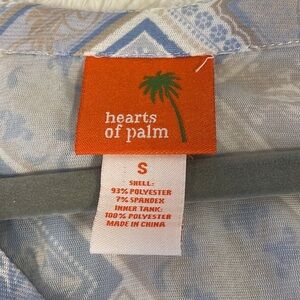 hearts
of palm
S
SHELL:
93% POLYESTER
7% SPANDEX
INNER TANK:
100% POLYESTER
MADE IN CHINA